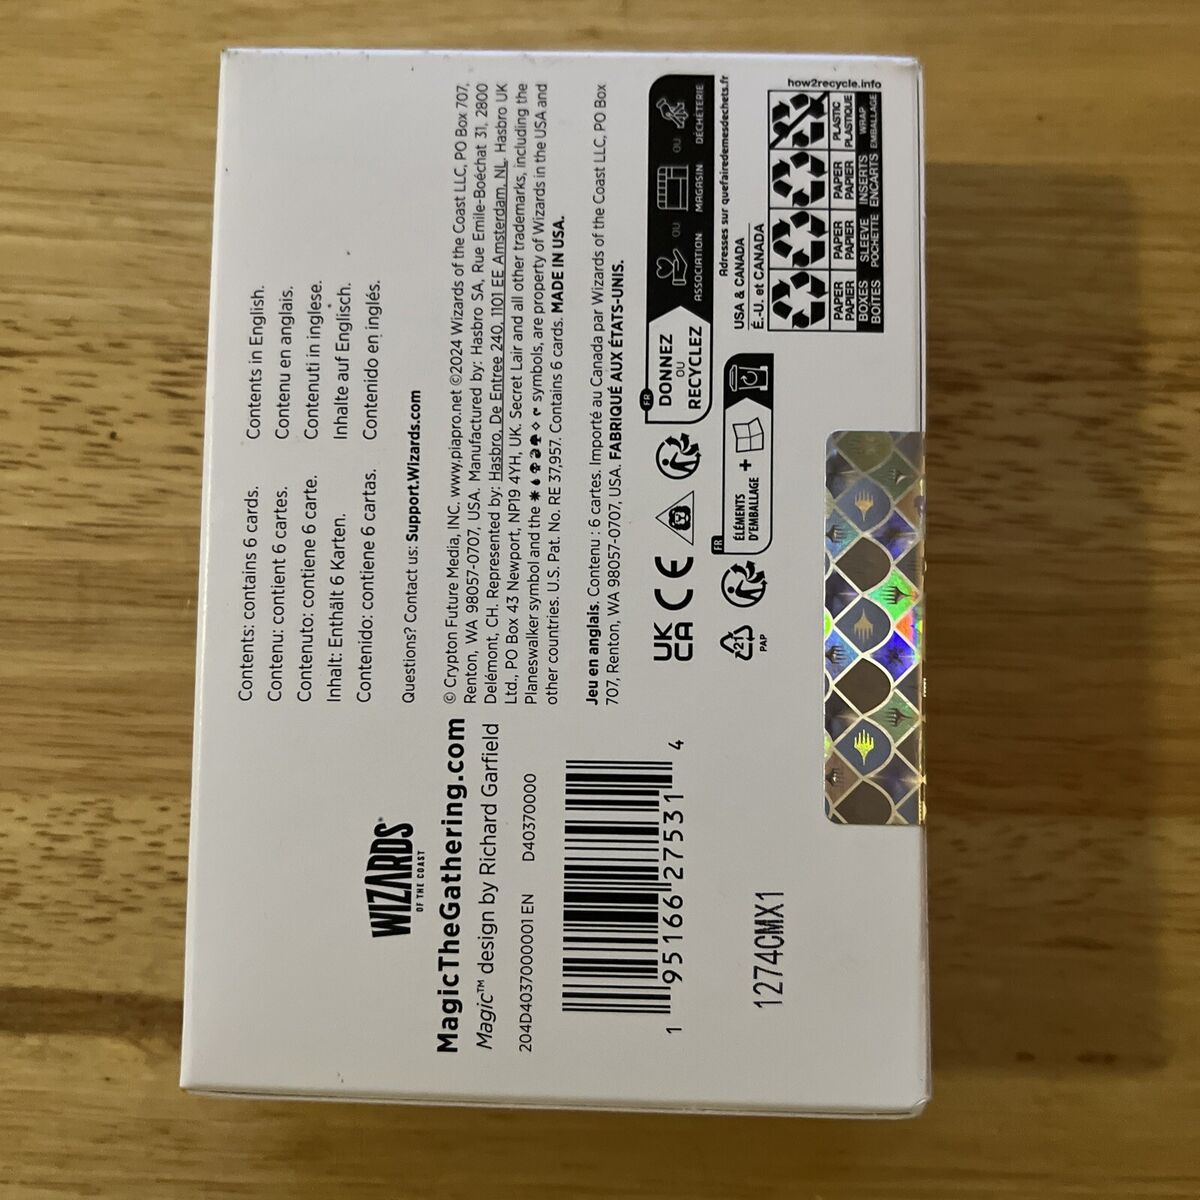 Contents: contains 6 cards. Contents in English.
Contenu: contient 6 cartes. Contenu en anglais.
Contenuto: contiene 6 carte. Contenuti in inglese.
Inhalt: Enthält 6 Karten. Inhalte auf Englisch.
Contenido: contiene 6 cartas. Contenido en inglés.
Questions? Contact us: Support.Wizards.com
WIZARDS
OF THE COAST
MagicTheGathering.com
Magic™ design by Richard Garfield
204D40370000001 EN D40370000
1 95166 27531 4
© Crypton Future Media, INC. www.piapro.net ©2024 Wizards of the Coast LLC, PO Box 707,
Renton, WA 98057-0707, USA. Manufactured by: Hasbro SA, Rue Emile-Boéchat 31, 2800
Delémont, CH. Represented by: Hasbro, De Entree 240, 1101 EE Amsterdam, NL. Hasbro UK
Ltd., PO Box 43 Newport, NP19 4YH, UK. Secret Lair and all other trademarks, including the
Planeswalker symbol and the symbols, are property of Wizards in the USA and
other countries. U.S. Pat. No. RE 37,957. Contains 6 cards. MADE IN USA.
Jeu en anglais. Contenu : 6 cartes. Importé au Canada par Wizards of the Coast LLC, PO Box
707, Renton, WA 98057-0707, USA. FABRIQUÉ AUX ÉTATS-UNIS.
UK
CA
CE
FR
DONNEZ
OU
RECYCLEZ
OU OU
ASSOCIATION MAGASIN DÉCHÈTERIE
Adresses sur quefairedemesdechets.fr
21
PAP
FR
ÉLÉMENTS
D'EMBALLAGE +
USA & CANADA
É.-U. et CANADA
how2recycle.info
PAPER PAPER PAPER PLASTIC
PAPIER PAPIER PAPIER PLASTIQUE
BOXES SLEEVE INSERTS WRAP
BOÎTES POCHETTE ENCARTS EMBALLAGE
1274CMX1